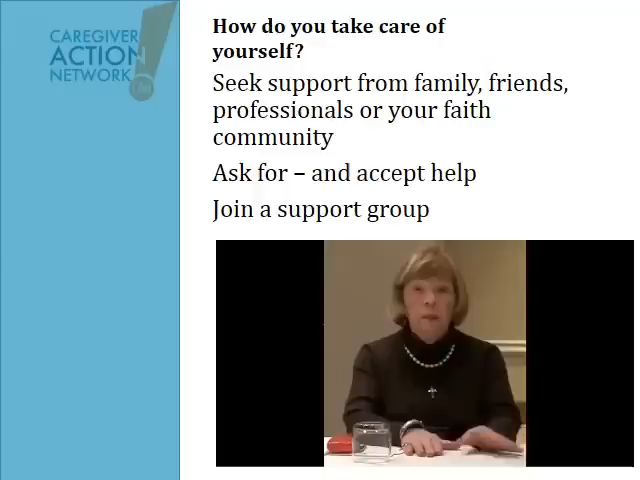 CAREGIVER
ACTION
NETWORK
How do you take care of
yourself?
Seek support from family, friends,
professionals or your faith
community
Ask for – and accept help
Join a support group